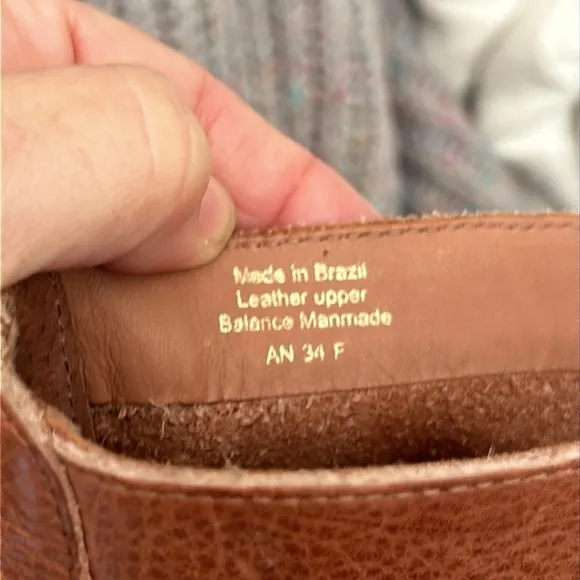 Made in Brazil
Leather upper
Balance Manmade
AN 34 F